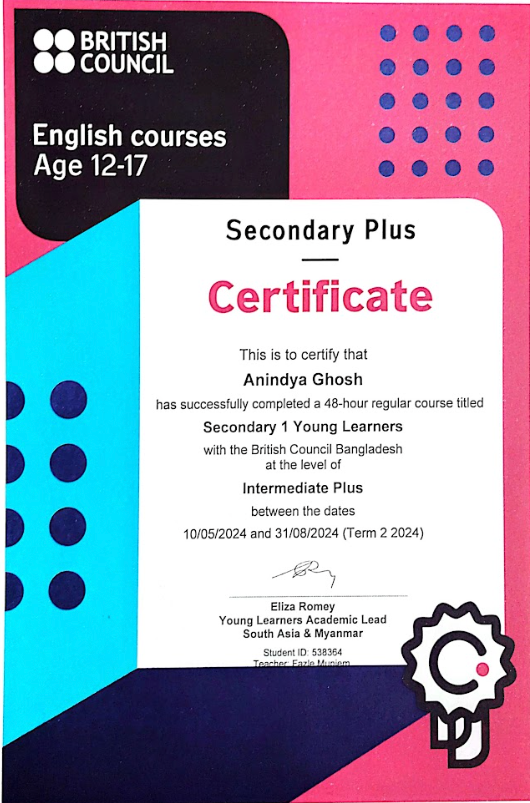 BRITISH
COUNCIL
English courses
Age 12-17
Secondary Plus
Certificate
This is to certify that
Anindya Ghosh
has successfully completed a 48-hour regular course titled
Secondary 1 Young Learners
with the British Council Bangladesh
at the level of
Intermediate Plus
between the dates
10/05/2024 and 31/08/2024 (Term 2 2024)
Eliza Romey
Young Learners Academic Lead
South Asia & Myanmar
Student ID: 538364
Teacher: Fazle Muniem